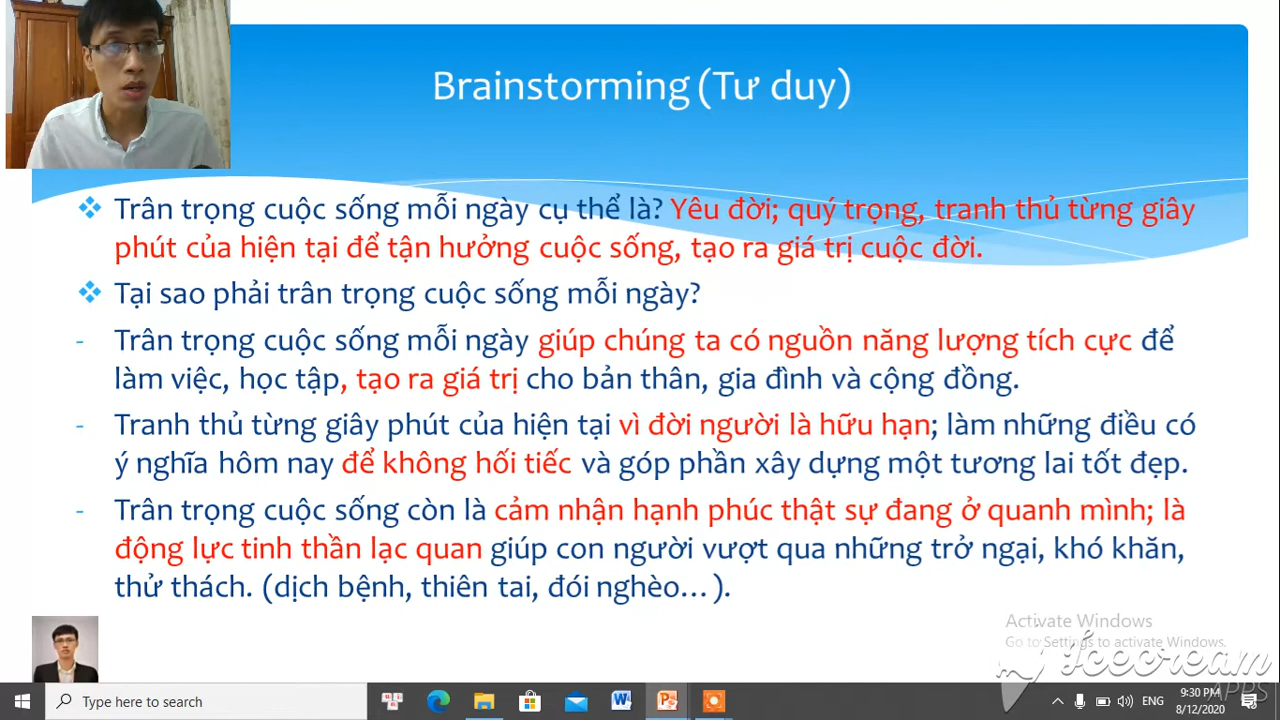 Brainstorming (Tư duy)
Trân trọng cuộc sống mỗi ngày cụ thể là? Yêu đời; quý trọng, tranh thủ từng giây
phút của hiện tại để tận hưởng cuộc sống, tạo ra giá trị cuộc đời.
Tại sao phải trân trọng cuộc sống mỗi ngày?
- Trân trọng cuộc sống mỗi ngày giúp chúng ta có nguồn năng lượng tích cực để
làm việc, học tập, tạo ra giá trị cho bản thân, gia đình và cộng đồng.
- Tranh thủ từng giây phút của hiện tại vì đời người là hữu hạn; làm những điều có
ý nghĩa hôm nay để không hối tiếc và góp phần xây dựng một tương lai tốt đẹp.
- Trân trọng cuộc sống còn là cảm nhận hạnh phúc thật sự đang ở quanh mình; là
động lực tinh thần lạc quan giúp con người vượt qua những trở ngại, khó khăn,
thử thách. (dịch bệnh, thiên tai, đói nghèo… ).
Activate Windows
Go to Settings to activate Windows.
Icecream
APPS
Type here to search
ENG
9:30 PM
8/12/2020